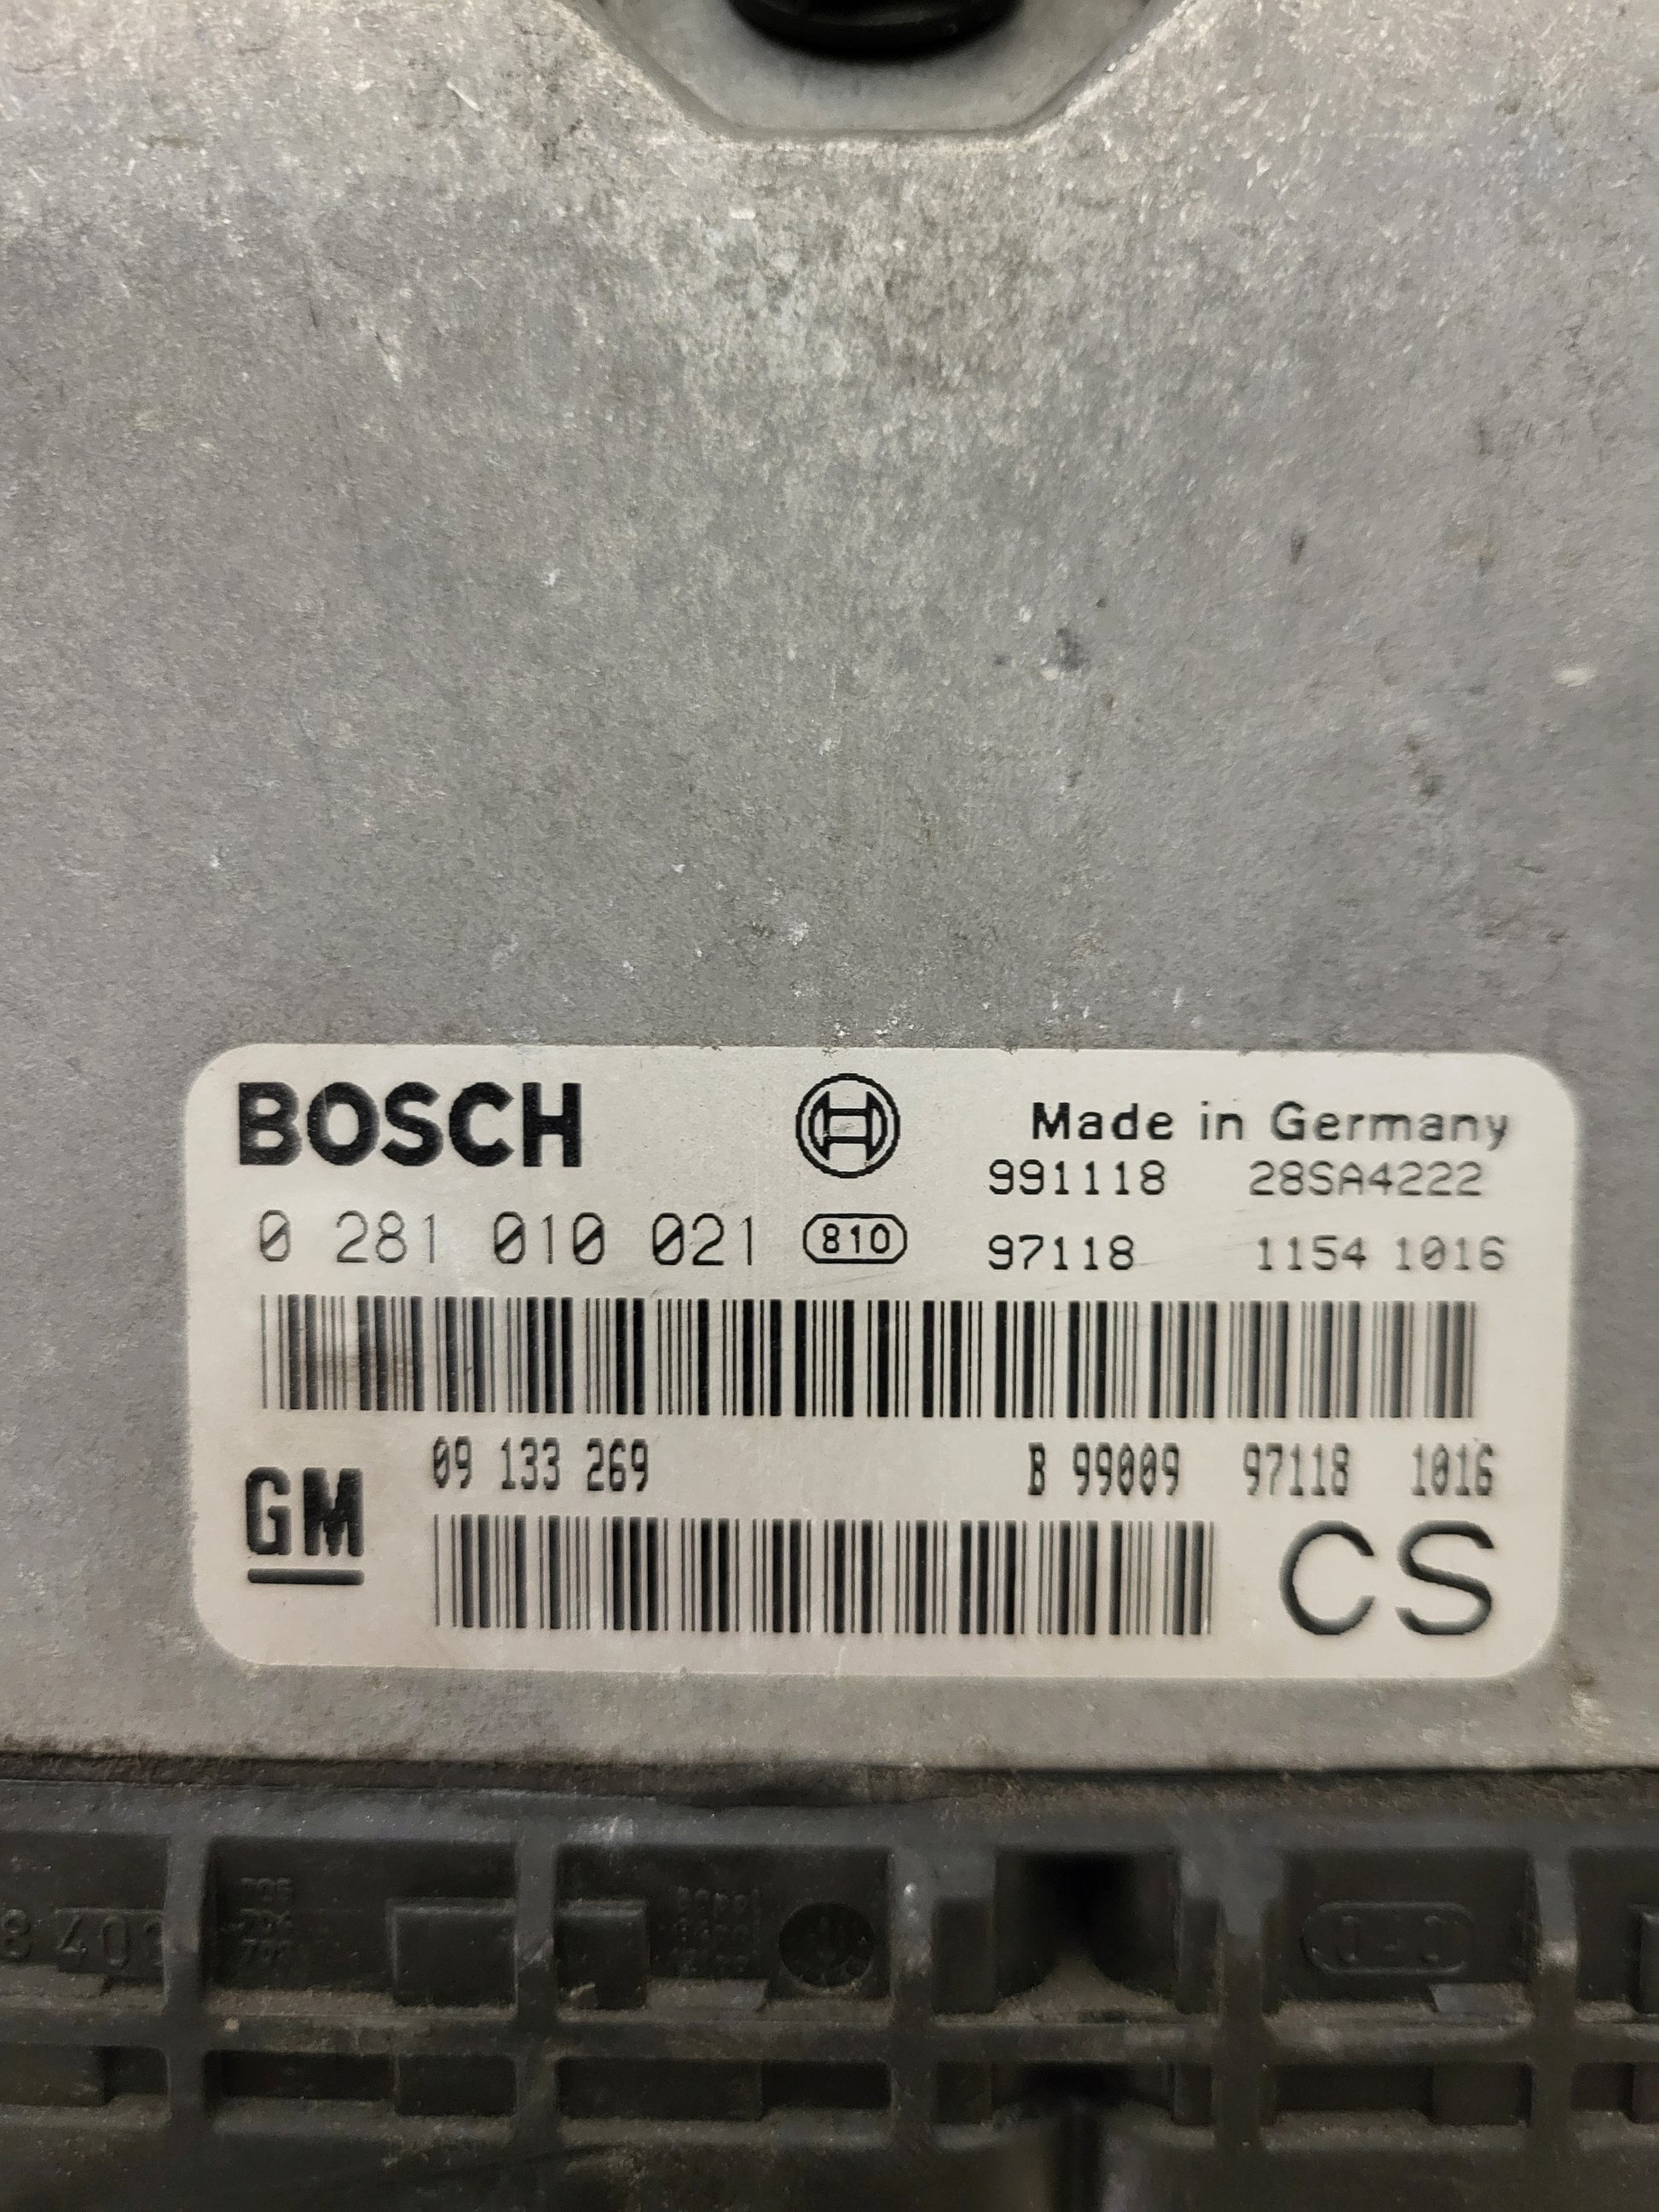 BOSCH
Made in Germany
991118 28SA4222
0 281 010 021 810 97118 1154 1016
09 133 269 B 99009 97118 1016
GM
CS